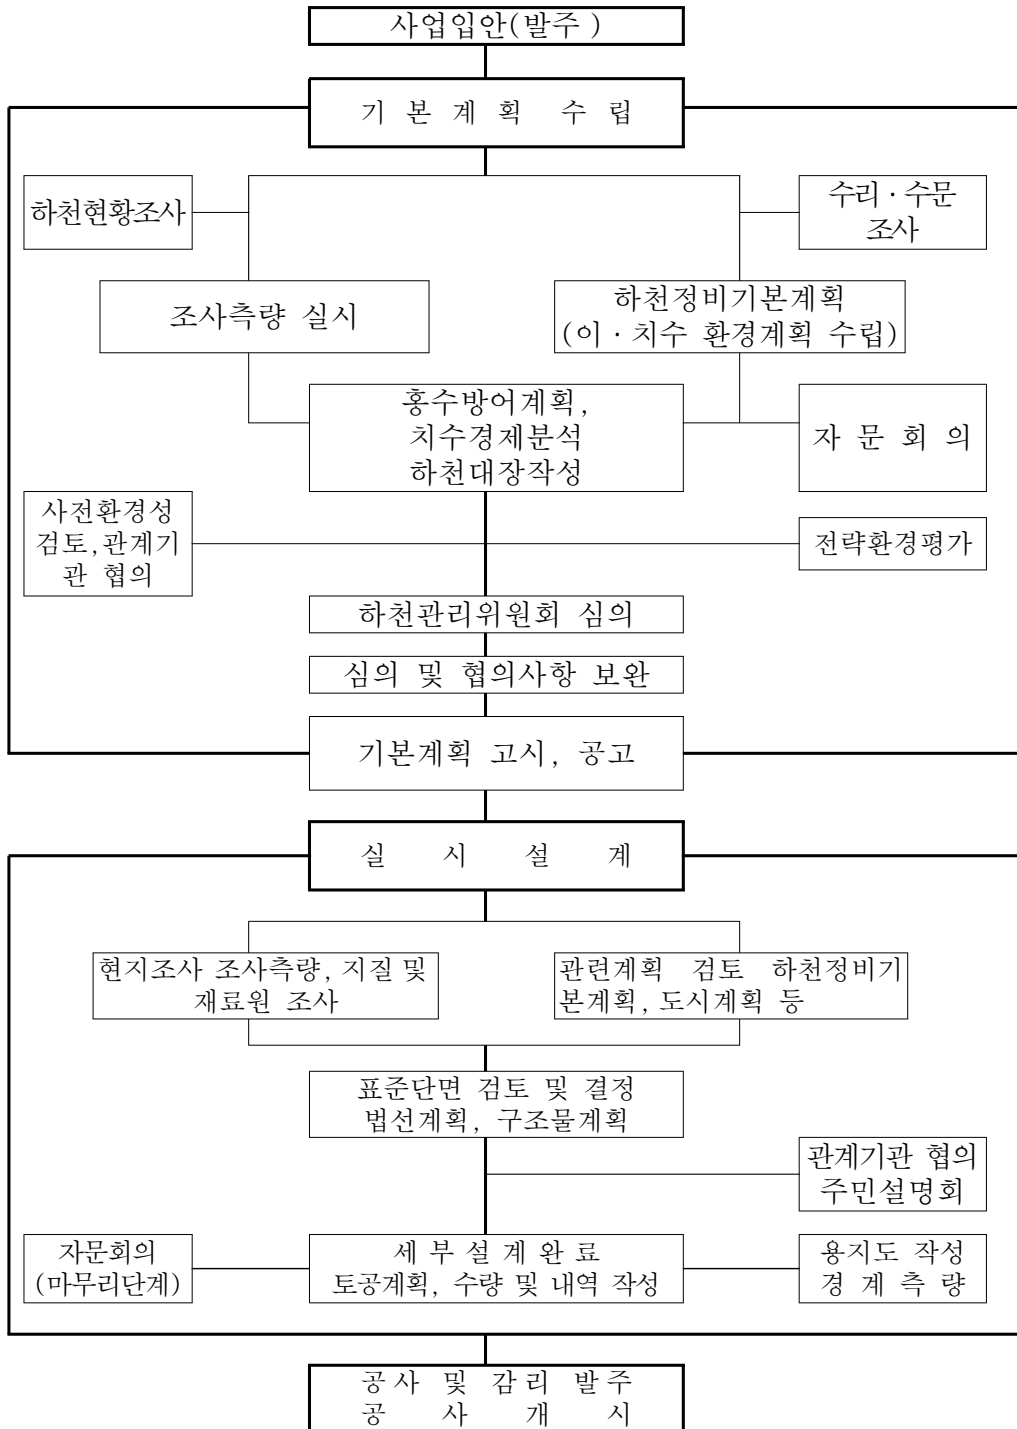 사업입안(발주 )
기 본 계 획 수 립
하천현황조사
수리 · 수문
조사
조사측량 실시
하천정비기본계획
(이 · 치수 환경계획 수립)
홍수방어계획,
치수경제분석
하천대장작성
자 문 회 의
사전환경성
검토,관계기
관 협의
전략환경평가
하천관리위원회 심의
심의 및 협의사항 보완
기본계획 고시, 공고
실 시 설 계
현지조사 조사측량, 지질 및
재료원 조사
관련계획 검토 하천정비기
본계획, 도시계획 등
표준단면 검토 및 결정
법선계획, 구조물계획
관계기관 협의
주민설명회
자문회의
(마무리단계)
세 부 설 계 완 료
토공계획, 수량 및 내역 작성
용지도 작성
경 계 측 량
공사 및 감리 발주
공 사 개 시